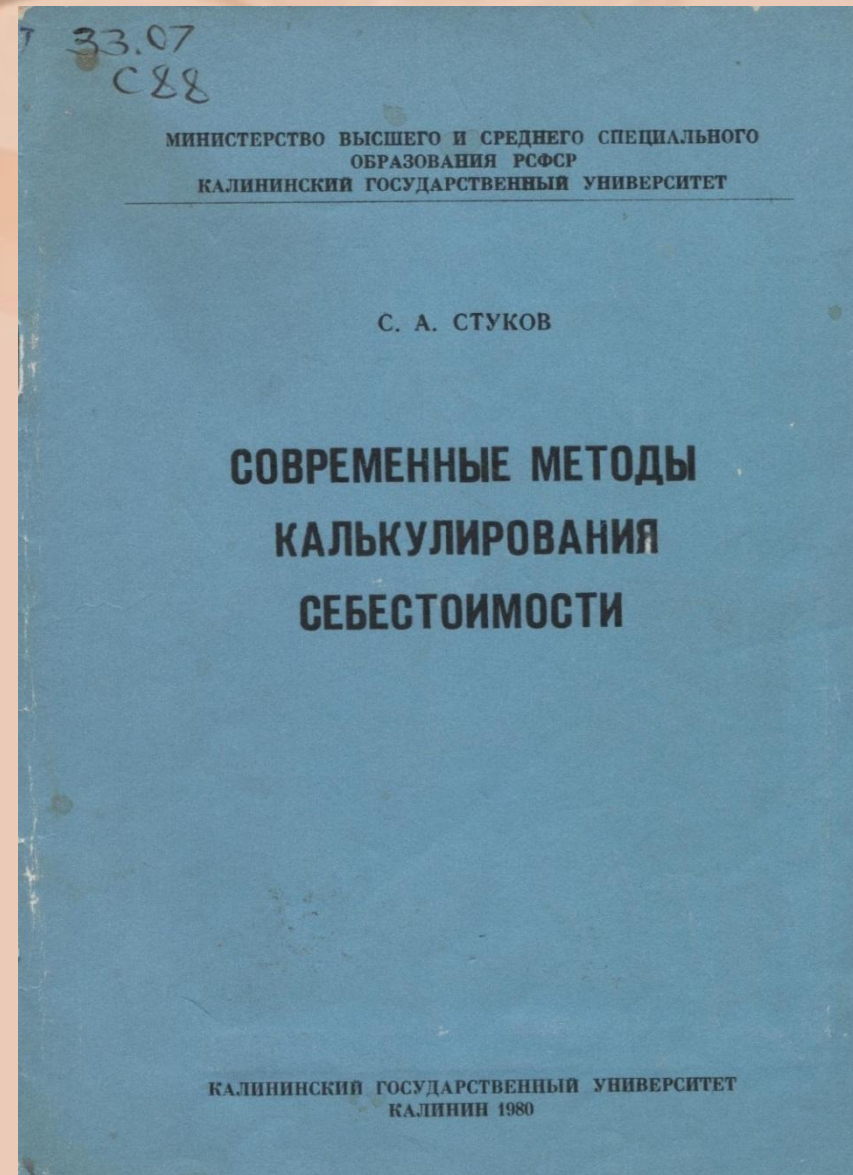 33.07
С88
МИНИСТЕРСТВО ВЫСШЕГО И СРЕДНЕГО СПЕЦИАЛЬНОГО
ОБРАЗОВАНИЯ РСФСР
КАЛИНИНСКИЙ ГОСУДАРСТВЕННЫЙ УНИВЕРСИТЕТ
С. А. СТУКОВ
СОВРЕМЕННЫЕ МЕТОДЫ
КАЛЬКУЛИРОВАНИЯ
СЕБЕСТОИМОСТИ
КАЛИНИНСКИЙ ГОСУДАРСТВЕННЫЙ УНИВЕРСИТЕТ
КАЛИНИН 1980